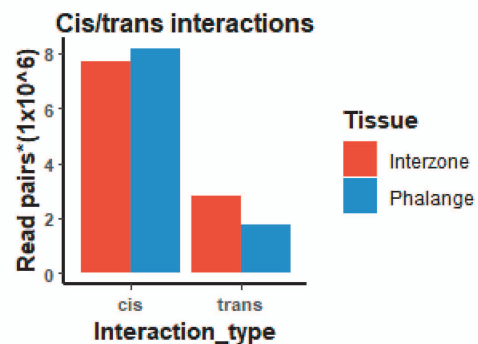 Cis/trans interactions
Read pairs*(1x10^6)
8
6
4
2
0
cis trans
Interaction_type
Tissue
Interzone
Phalange